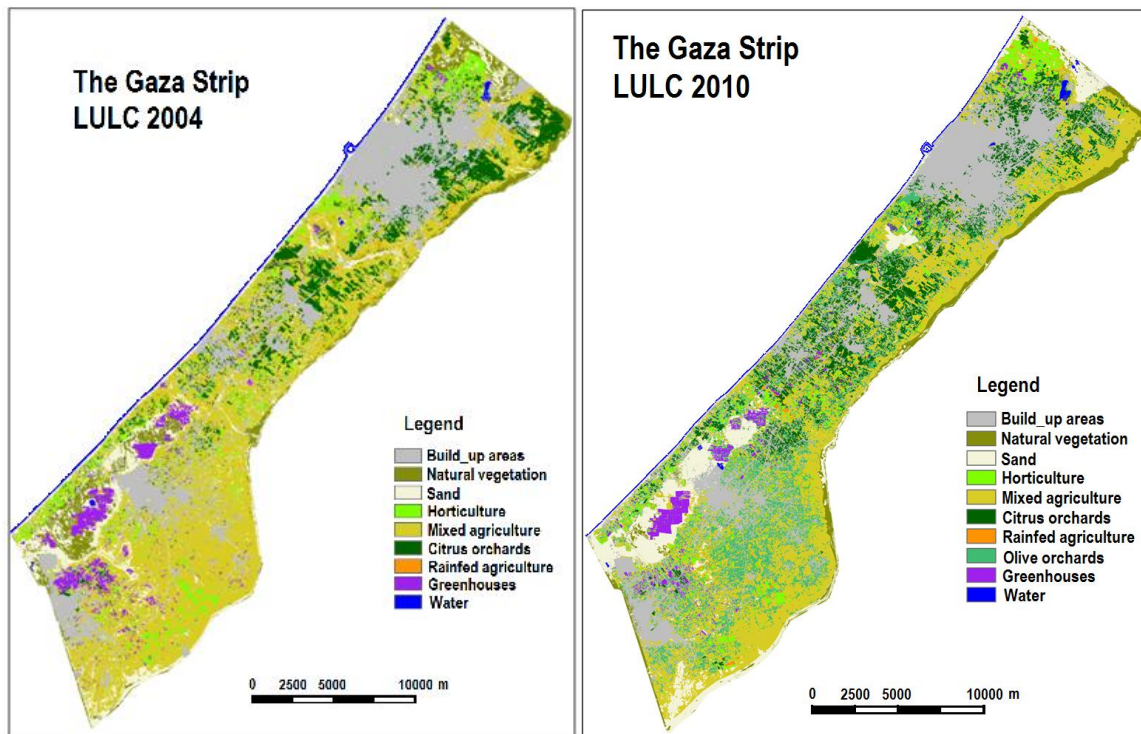 The Gaza Strip
LULC 2004
Legend
Build_up areas
Natural vegetation
Sand
Horticulture
Mixed agriculture
Citrus orchards
Rainfed agriculture
Greenhouses
Water
0 2500 5000 10000 m
The Gaza Strip
LULC 2010
Legend
Build_up areas
Natural vegetation
Sand
Horticulture
Mixed agriculture
Citrus orchards
Rainfed agriculture
Olive orchards
Greenhouses
Water
0 2500 5000 10000 m